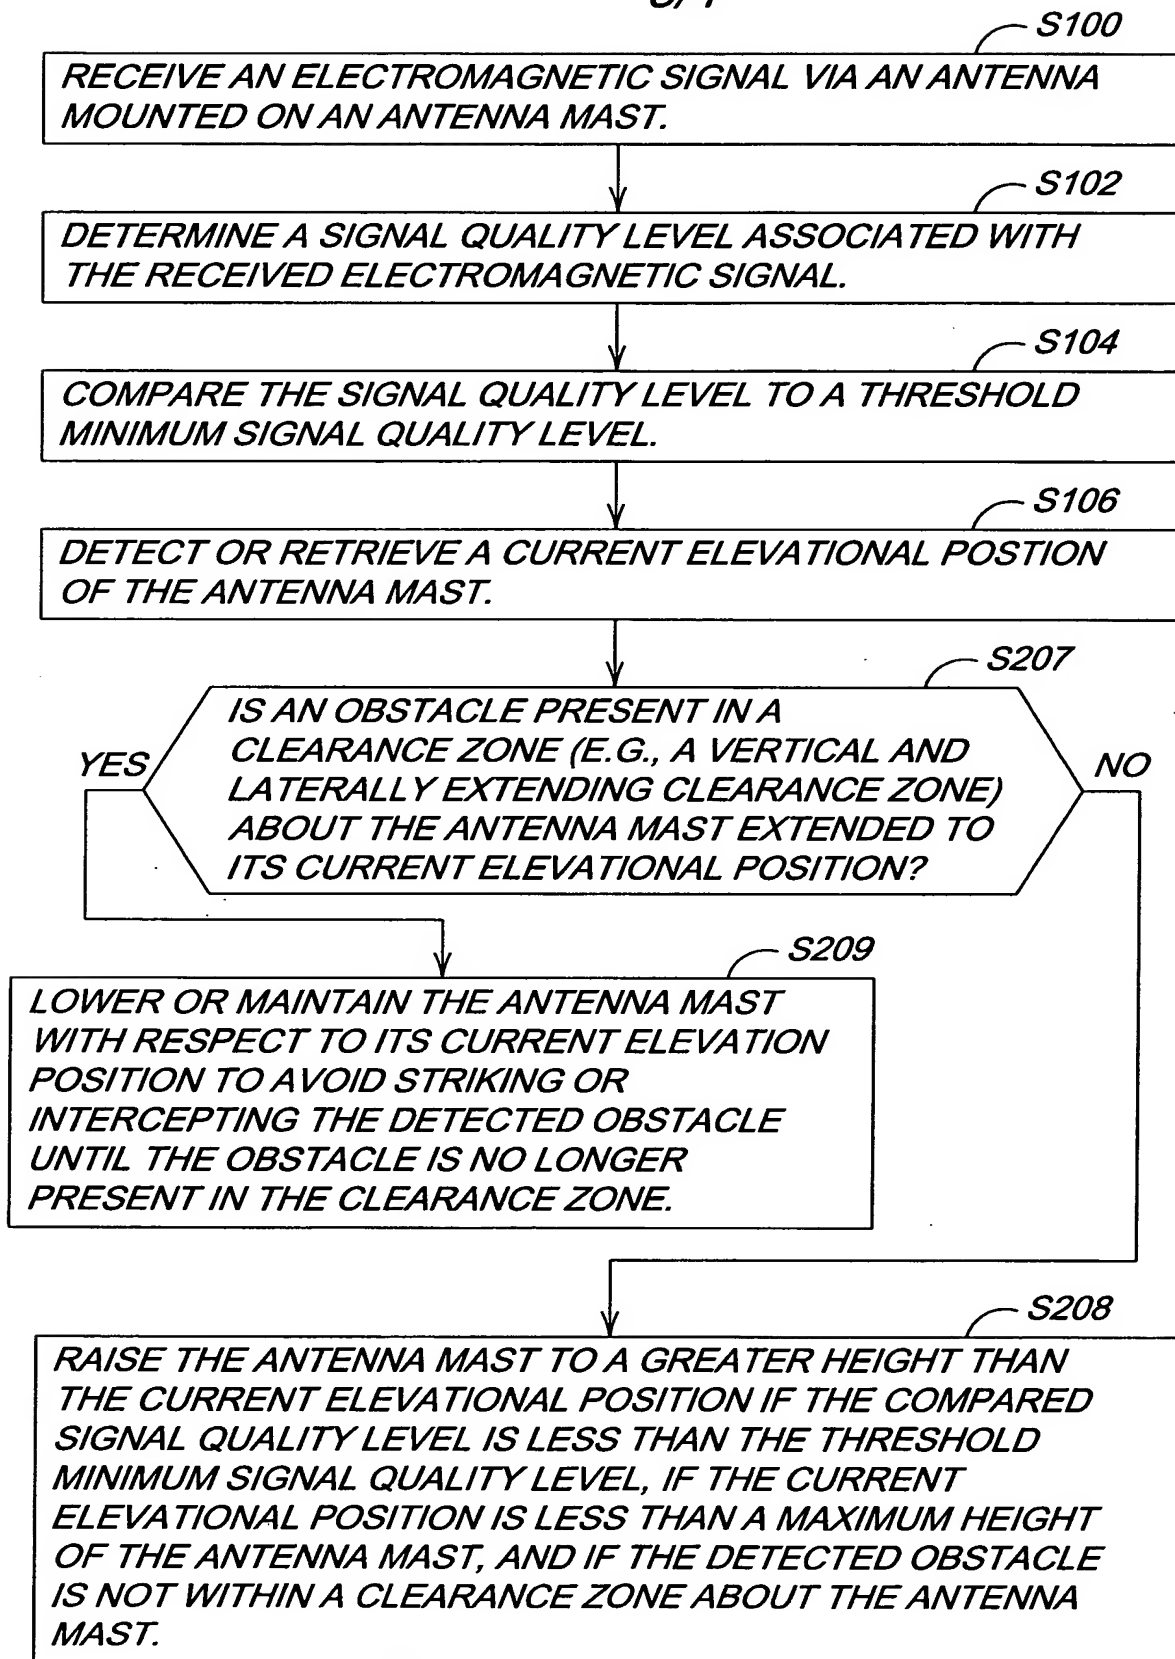 S100
RECEIVE AN ELECTROMAGNETIC SIGNAL VIA AN ANTENNA
MOUNTED ON AN ANTENNA MAST.
S102
DETERMINE A SIGNAL QUALITY LEVEL ASSOCIATED WITH
THE RECEIVED ELECTROMAGNETIC SIGNAL.
S104
COMPARE THE SIGNAL QUALITY LEVEL TO A THRESHOLD
MINIMUM SIGNAL QUALITY LEVEL.
S106
DETECT OR RETRIEVE A CURRENT ELEVATIONAL POSTION
OF THE ANTENNA MAST.
S207
IS AN OBSTACLE PRESENT IN A
CLEARANCE ZONE (E.G., A VERTICAL AND
LATERALLY EXTENDING CLEARANCE ZONE)
ABOUT THE ANTENNA MAST EXTENDED TO
ITS CURRENT ELEVATIONAL POSITION?
YES
NO
S209
LOWER OR MAINTAIN THE ANTENNA MAST
WITH RESPECT TO ITS CURRENT ELEVATION
POSITION TO AVOID STRIKING OR
INTERCEPTING THE DETECTED OBSTACLE
UNTIL THE OBSTACLE IS NO LONGER
PRESENT IN THE CLEARANCE ZONE.
S208
RAISE THE ANTENNA MAST TO A GREATER HEIGHT THAN
THE CURRENT ELEVATIONAL POSITION IF THE COMPARED
SIGNAL QUALITY LEVEL IS LESS THAN THE THRESHOLD
MINIMUM SIGNAL QUALITY LEVEL, IF THE CURRENT
ELEVATIONAL POSITION IS LESS THAN A MAXIMUM HEIGHT
OF THE ANTENNA MAST, AND IF THE DETECTED OBSTACLE
IS NOT WITHIN A CLEARANCE ZONE ABOUT THE ANTENNA
MAST.